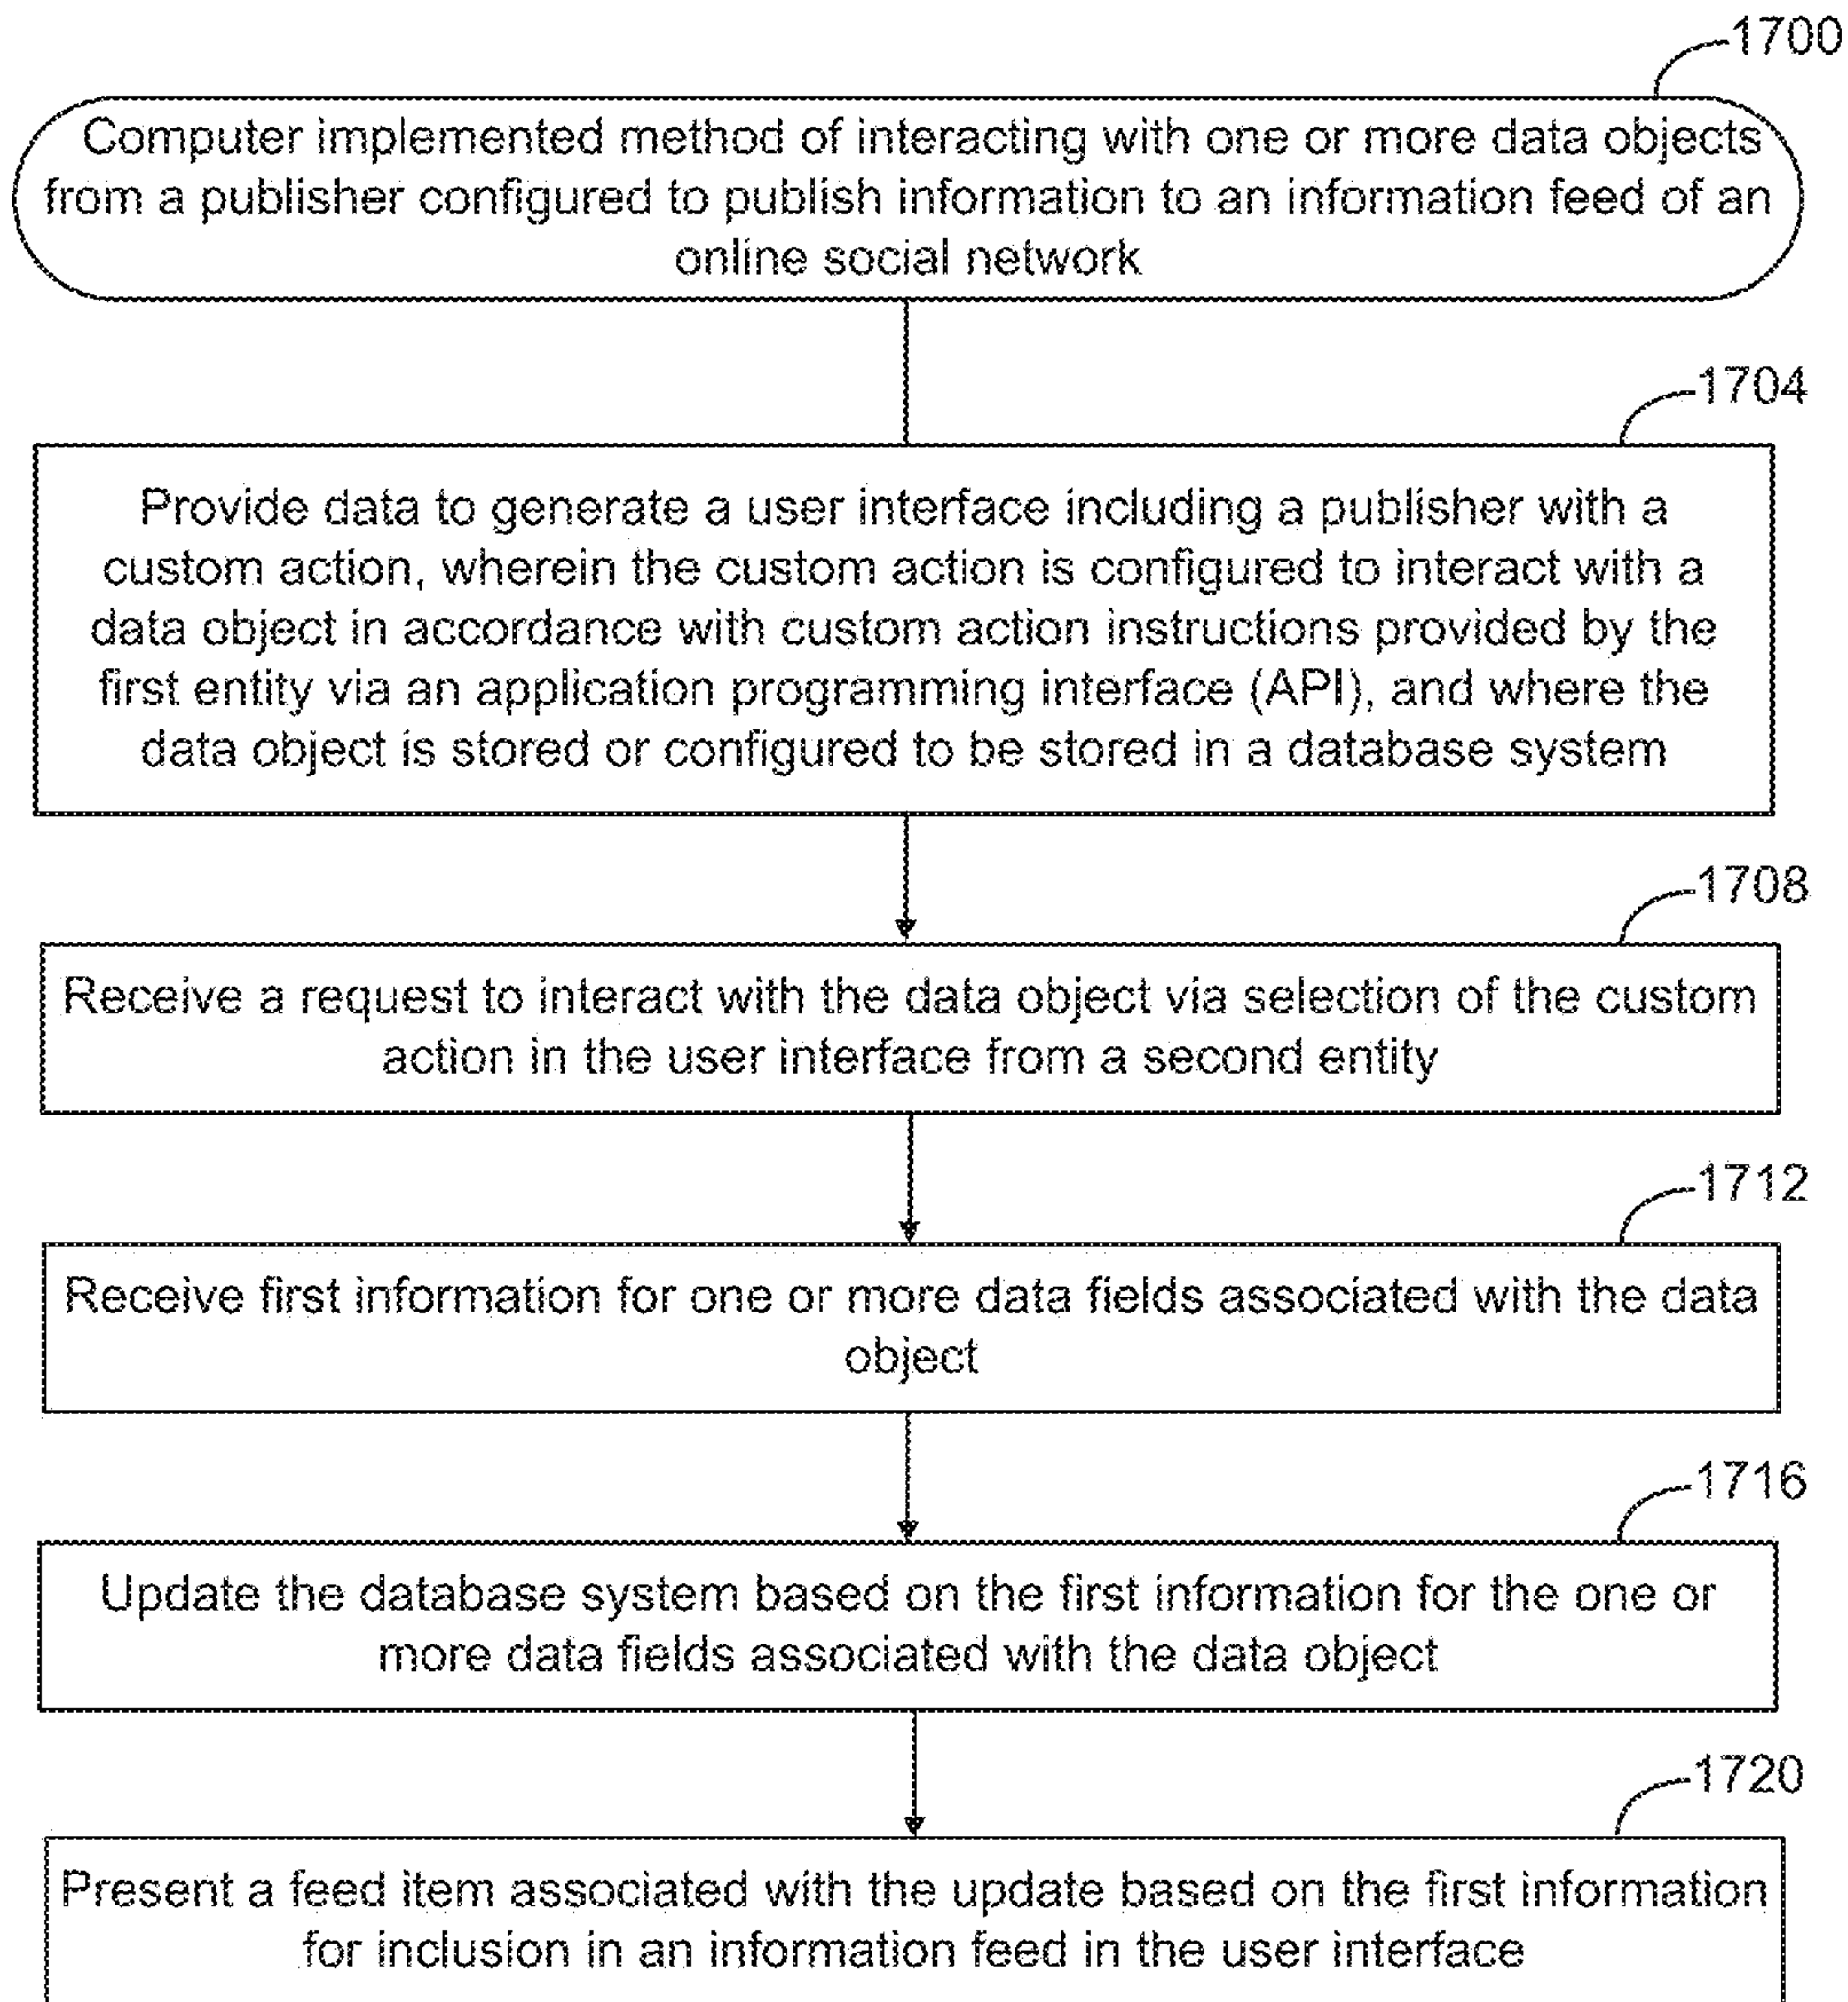 1700
Computer implemented method of interacting with one or more data objects
from a publisher configured to publish information to an information feed of an
online social network
1704
Provide data to generate a user interface including a publisher with a
custom action, wherein the custom action is configured to interact with a
data object in accordance with custom action instructions provided by the
first entity via an application programming interface (API), and where the
data object is stored or configured to be stored in a database system
1708
Receive a request to interact with the data object via selection of the custom
action in the user interface from a second entity
1712
Receive first information for one or more data fields associated with the data
object
1716
Update the database system based on the first information for the one or
more data fields associated with the data object
1720
Present a feed item associated with the update based on the first information
for inclusion in an information feed in the user interface